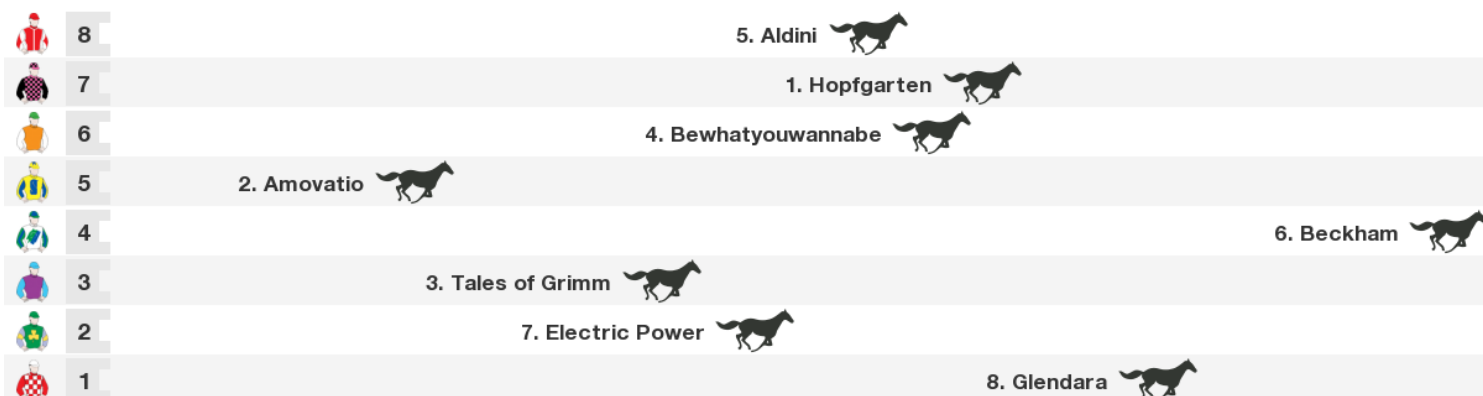 8 5. Aldini
7 1. Hopfgarten
6 4. Bewhatyouwannabe
5 2. Amovatio
4 6. Beckham
3 3. Tales of Grimm
2 7. Electric Power
1 8. Glendara